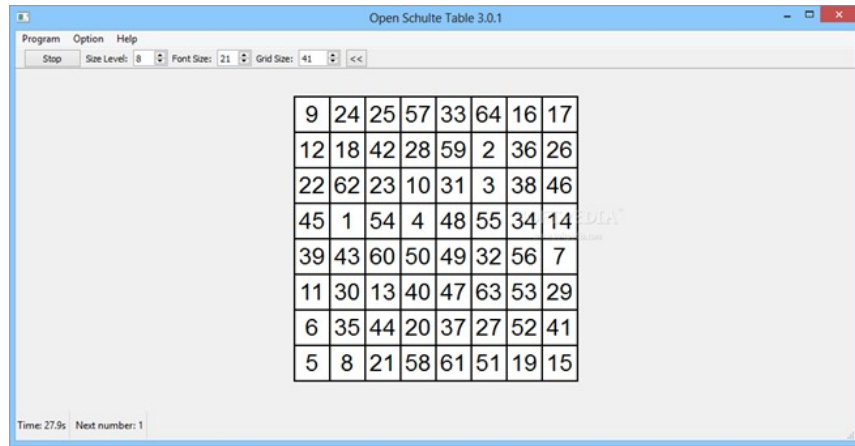 Open Schulte Table 3.0.1
Program Option Help
Stop Size Level: 8 Font Size: 21 Grid Size: 41 <<
9 24 25 57 33 64 16 17
12 18 42 28 59 2 36 26
22 62 23 10 31 3 38 46
45 1 54 4 48 55 34 14
39 43 60 50 49 32 56 7
11 30 13 40 47 63 53 29
6 35 44 20 37 27 52 41
5 8 21 58 61 51 19 15
Time: 27.9s Next number: 1